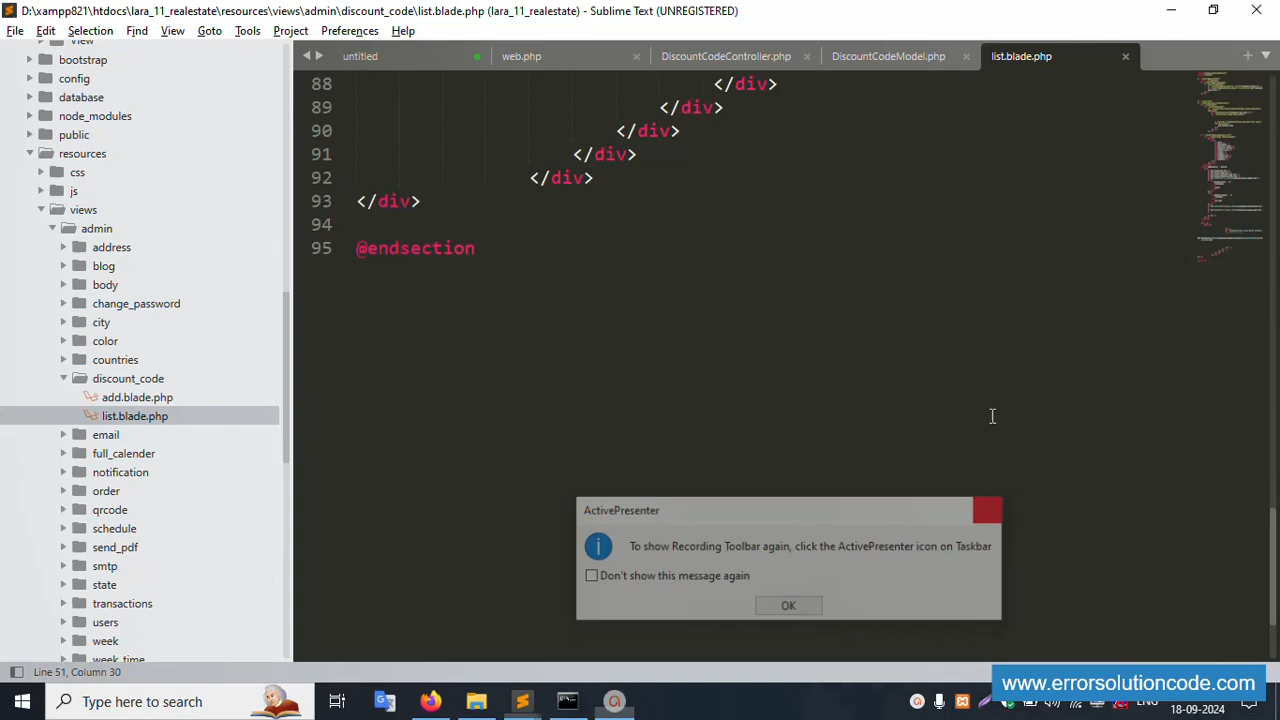 D:\xampp821\htdocs\lara_11_realestate\resources\views\admin\discount_code\list.blade.php (lara_11_realestate) - Sublime Text (UNREGISTERED)
File Edit Selection Find View Goto Tools Project Preferences Help
untitled web.php DiscountCodeController.php DiscountCodeModel.php list.blade.php
view
bootstrap
config
database
node_modules
public
resources
css
js
views
admin
address
blog
body
change_password
city
color
countries
discount_code
add.blade.php
list.blade.php
email
full_calender
notification
order
qrcode
schedule
send_pdf
smtp
state
transactions
users
week
week_time
88 </div>
89 </div>
90 </div>
91 </div>
92 </div>
93 </div>
94
95 @endsection
ActivePresenter
To show Recording Toolbar again, click the ActivePresenter icon on Taskbar
Don't show this message again
OK
Line 51, Column 30
www.errorsolutioncode.com
Type here to search
ENG
18-09-2024